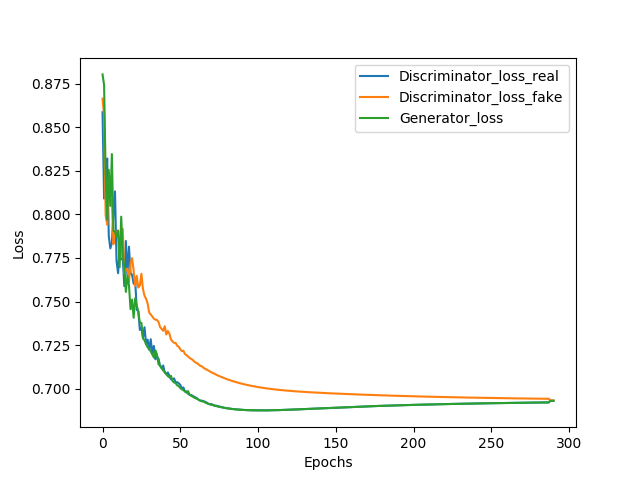 Discriminator_loss_real
Discriminator_loss_fake
Generator_loss
0.875
0.850
0.825
0.800
0.775
0.750
0.725
0.700
Loss
0 50 100 150 200 250 300
Epochs